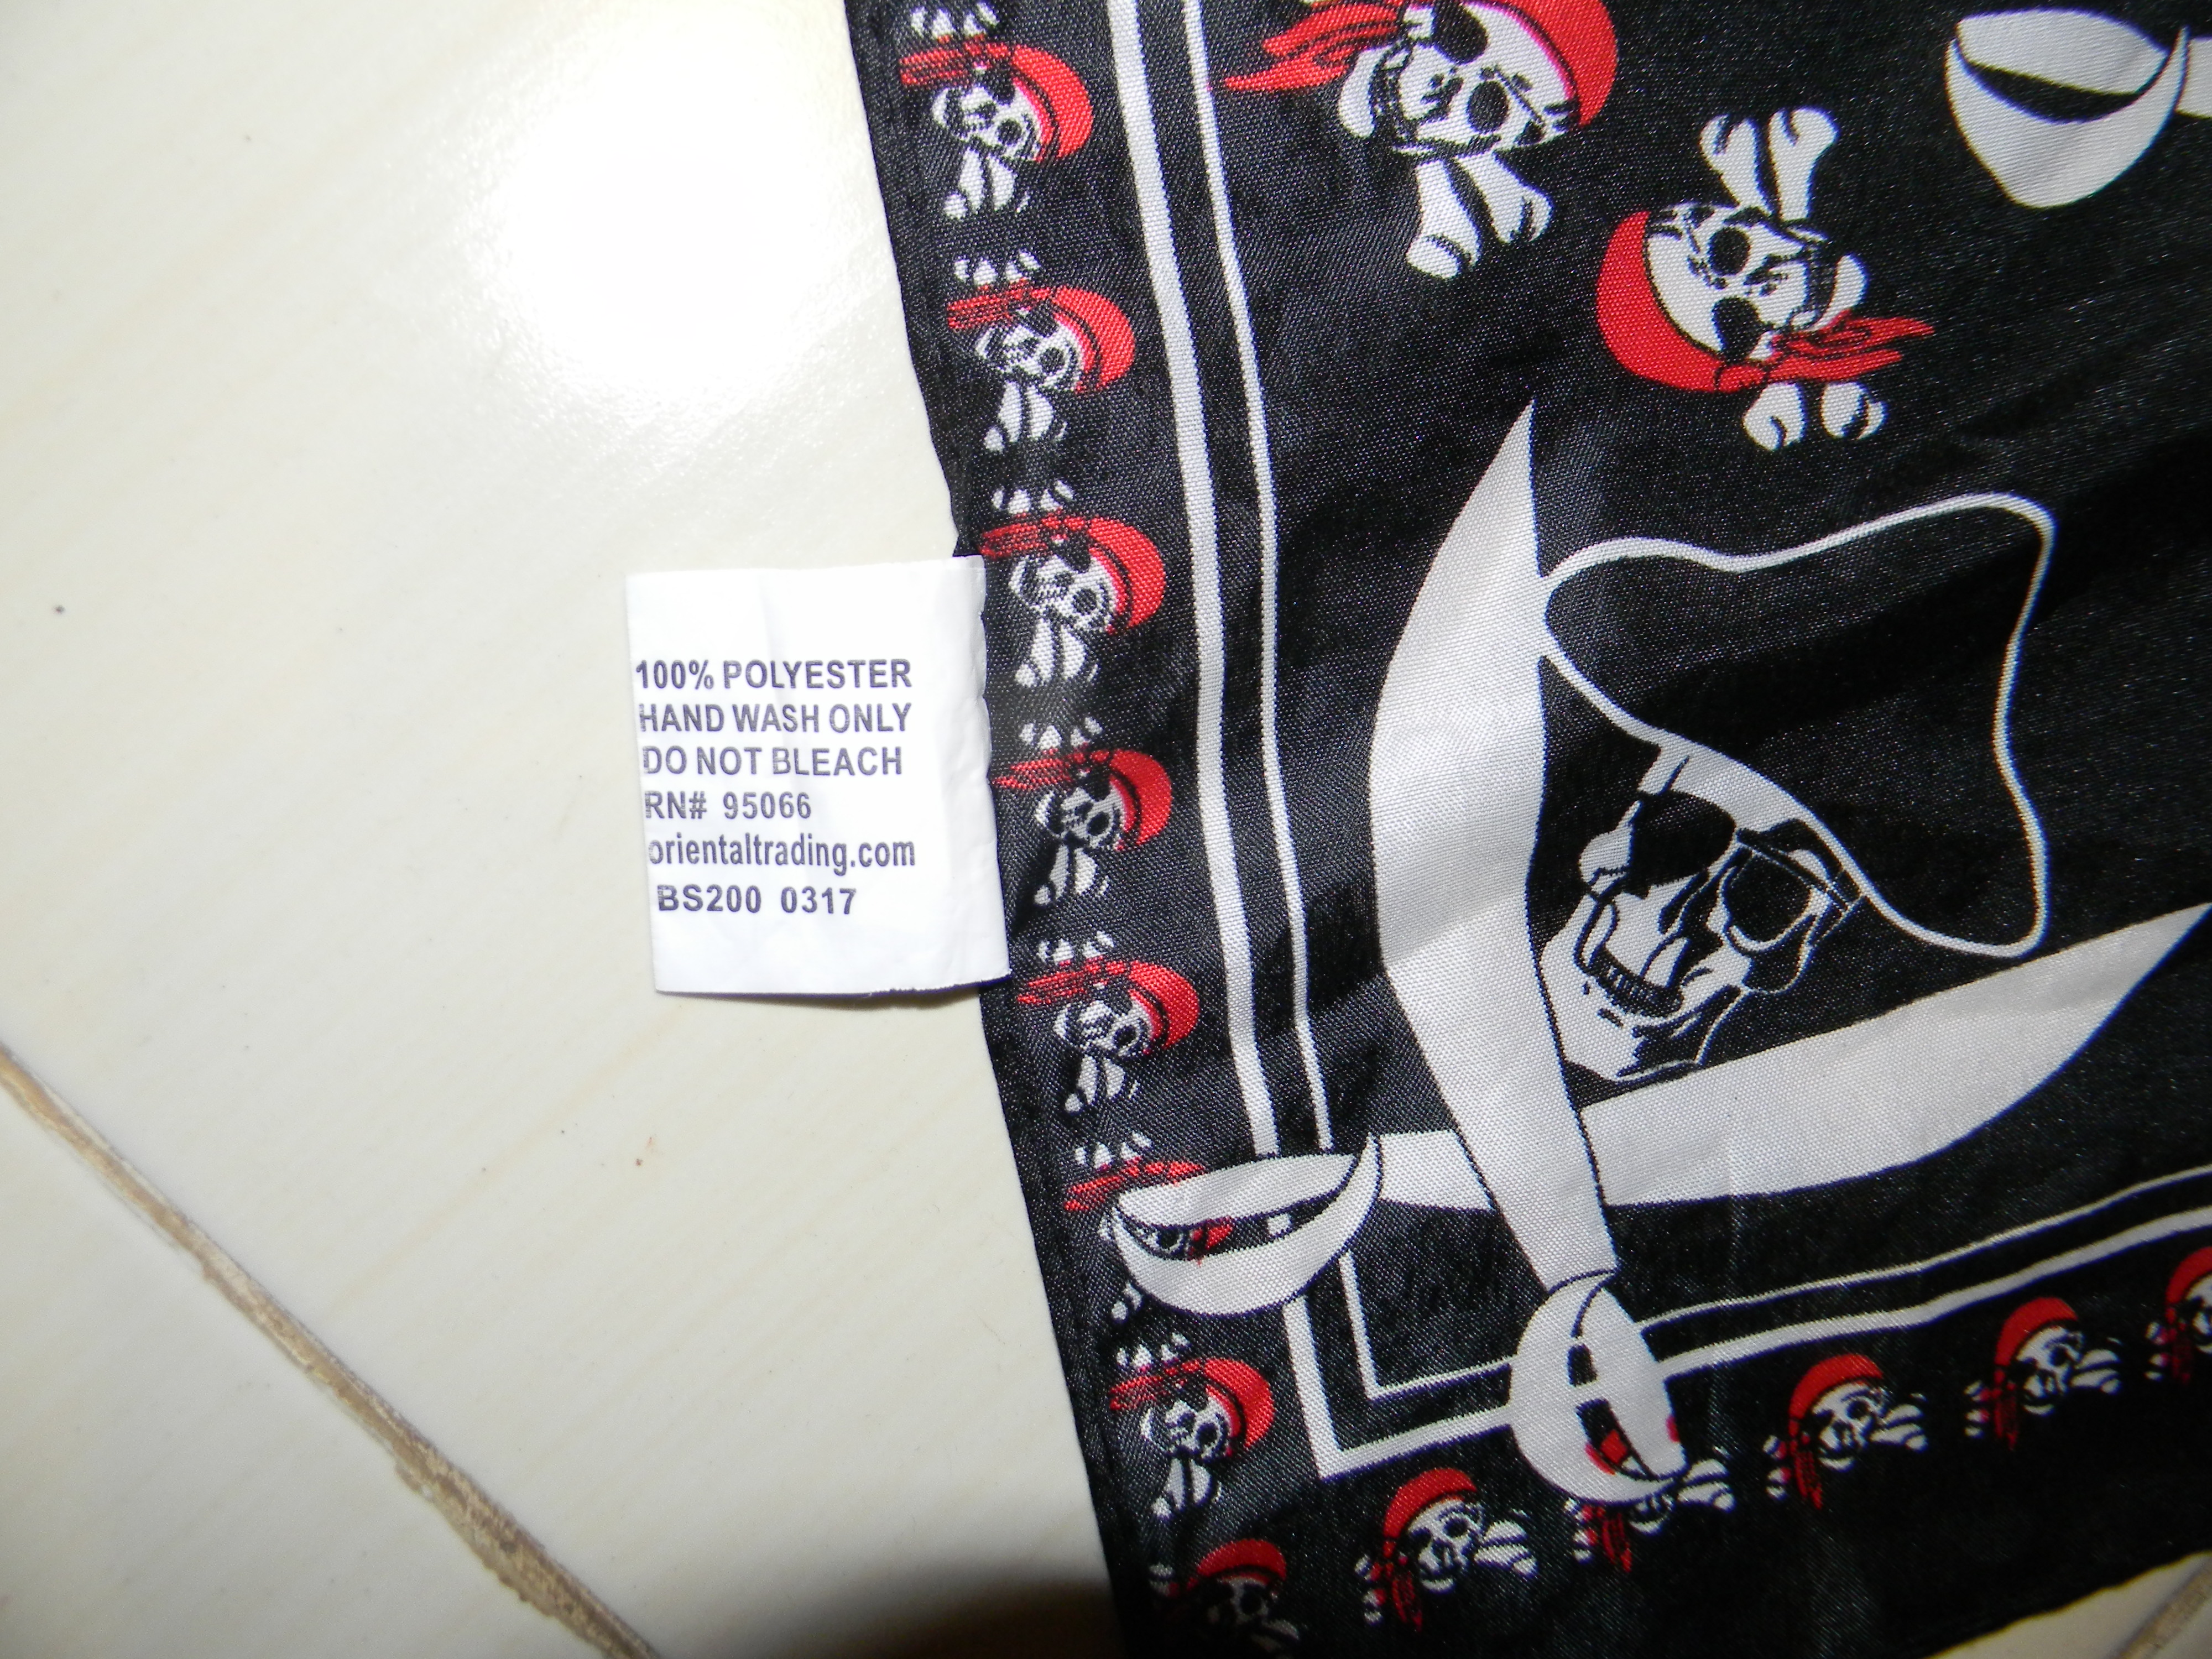 100% POLYESTER
HAND WASH ONLY
DO NOT BLEACH
RN# 95066
orientaltrading.com
BS200 0317